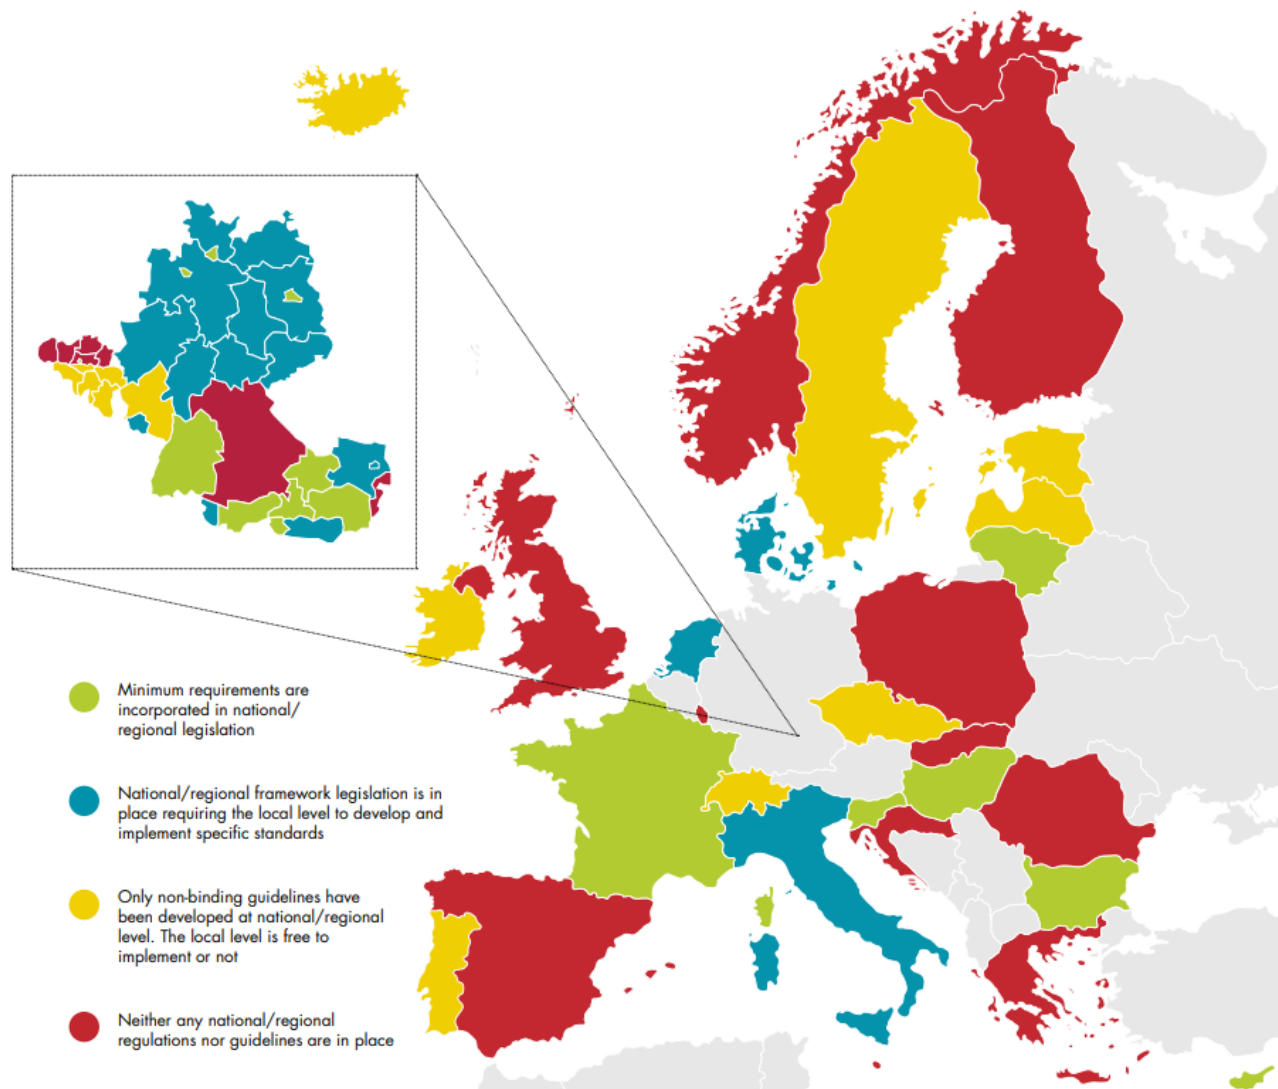 Minimum requirements are
incorporated in national/
regional legislation
National/regional framework legislation is in
place requiring the local level to develop and
implement specific standards
Only non-binding guidelines have
been developed at national/regional
level. The local level is free to
implement or not
Neither any national/regional
regulations nor guidelines are in place